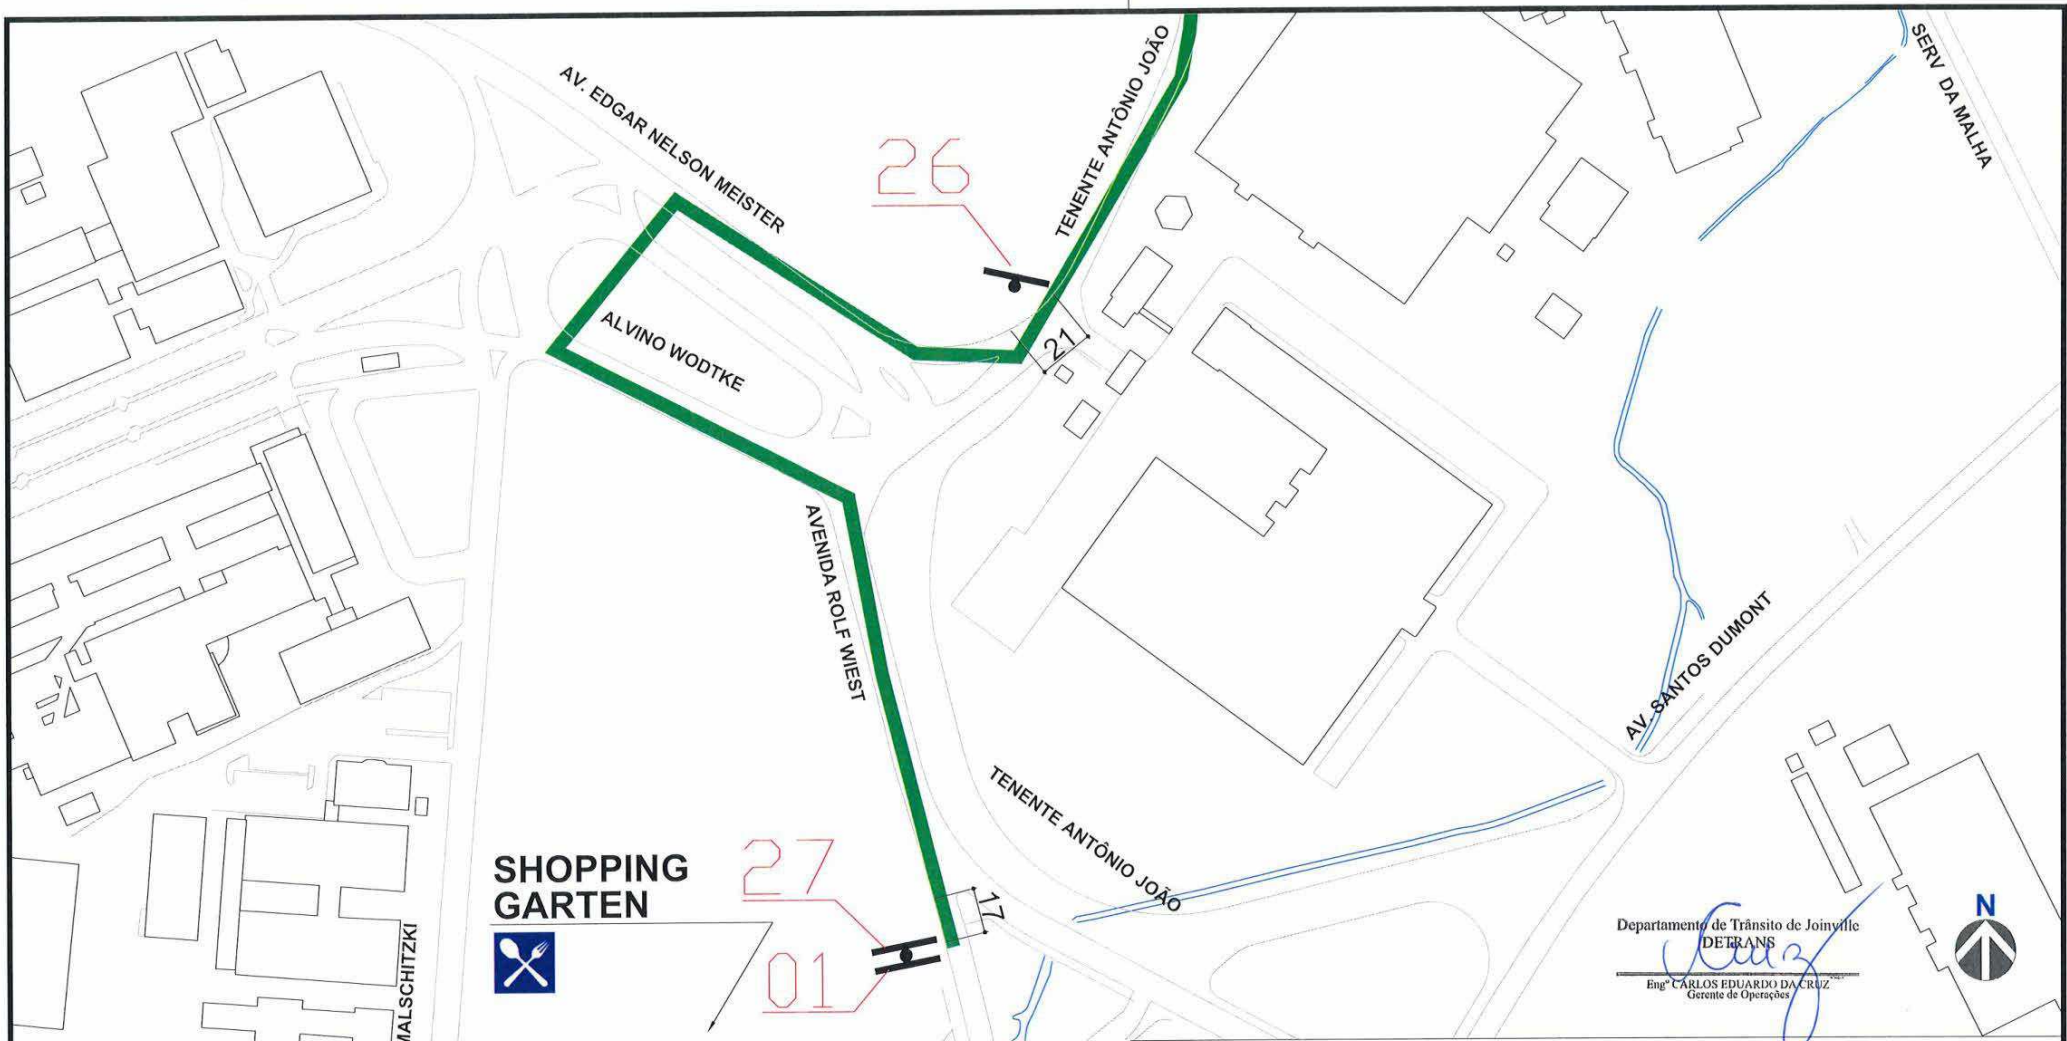 AV. EDGAR NELSON MEISTER
TENENTE ANTÔNIO JOÃO
SERV DA MALHA
26
ALVINO WODTKE
21
AVENIDA ROLF WIEST
AV. SANTOS DUMONT
TENENTE ANTÔNIO JOÃO
SHOPPING
GARTEN
27
17
01
MALSCHITZKI
Departamento de Trânsito de Joinville
DETRANS
Engº CARLOS EDUARDO DA CRUZ
Gerente de Operações
N